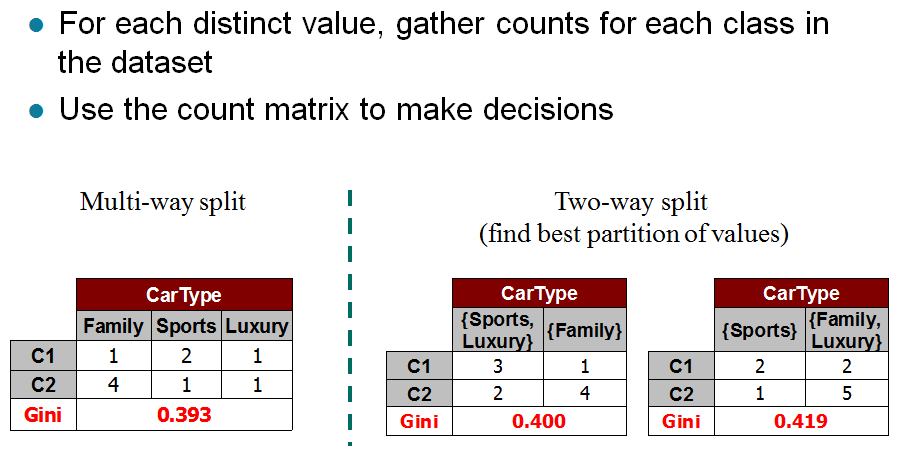 For each distinct value, gather counts for each class in
the dataset
Use the count matrix to make decisions
Multi-way split
CarType
Family Sports Luxury
C1 1 2 1
C2 4 1 1
Gini 0.393
Two-way split
(find best partition of values)
CarType
{Sports,
Luxury} {Family}
C1 3 1
C2 2 4
Gini 0.400
CarType
{Sports} {Family,
Luxury}
C1 2 2
C2 1 5
Gini 0.419